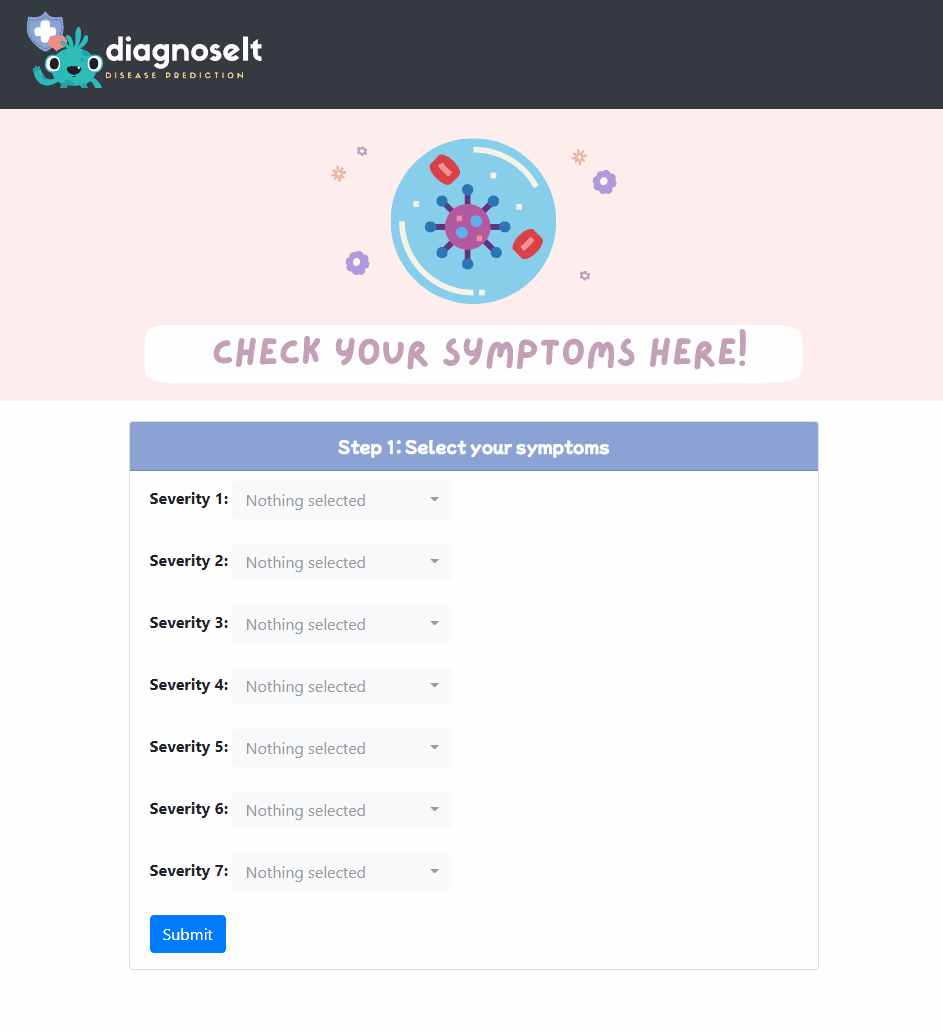 diagnoseIt
DISEASE PREDICTION
CHECK YOUR SYMPTOMS HERE!
Step 1: Select your symptoms
Severity 1: Nothing selected
Severity 2: Nothing selected
Severity 3: Nothing selected
Severity 4: Nothing selected
Severity 5: Nothing selected
Severity 6: Nothing selected
Severity 7: Nothing selected
Submit